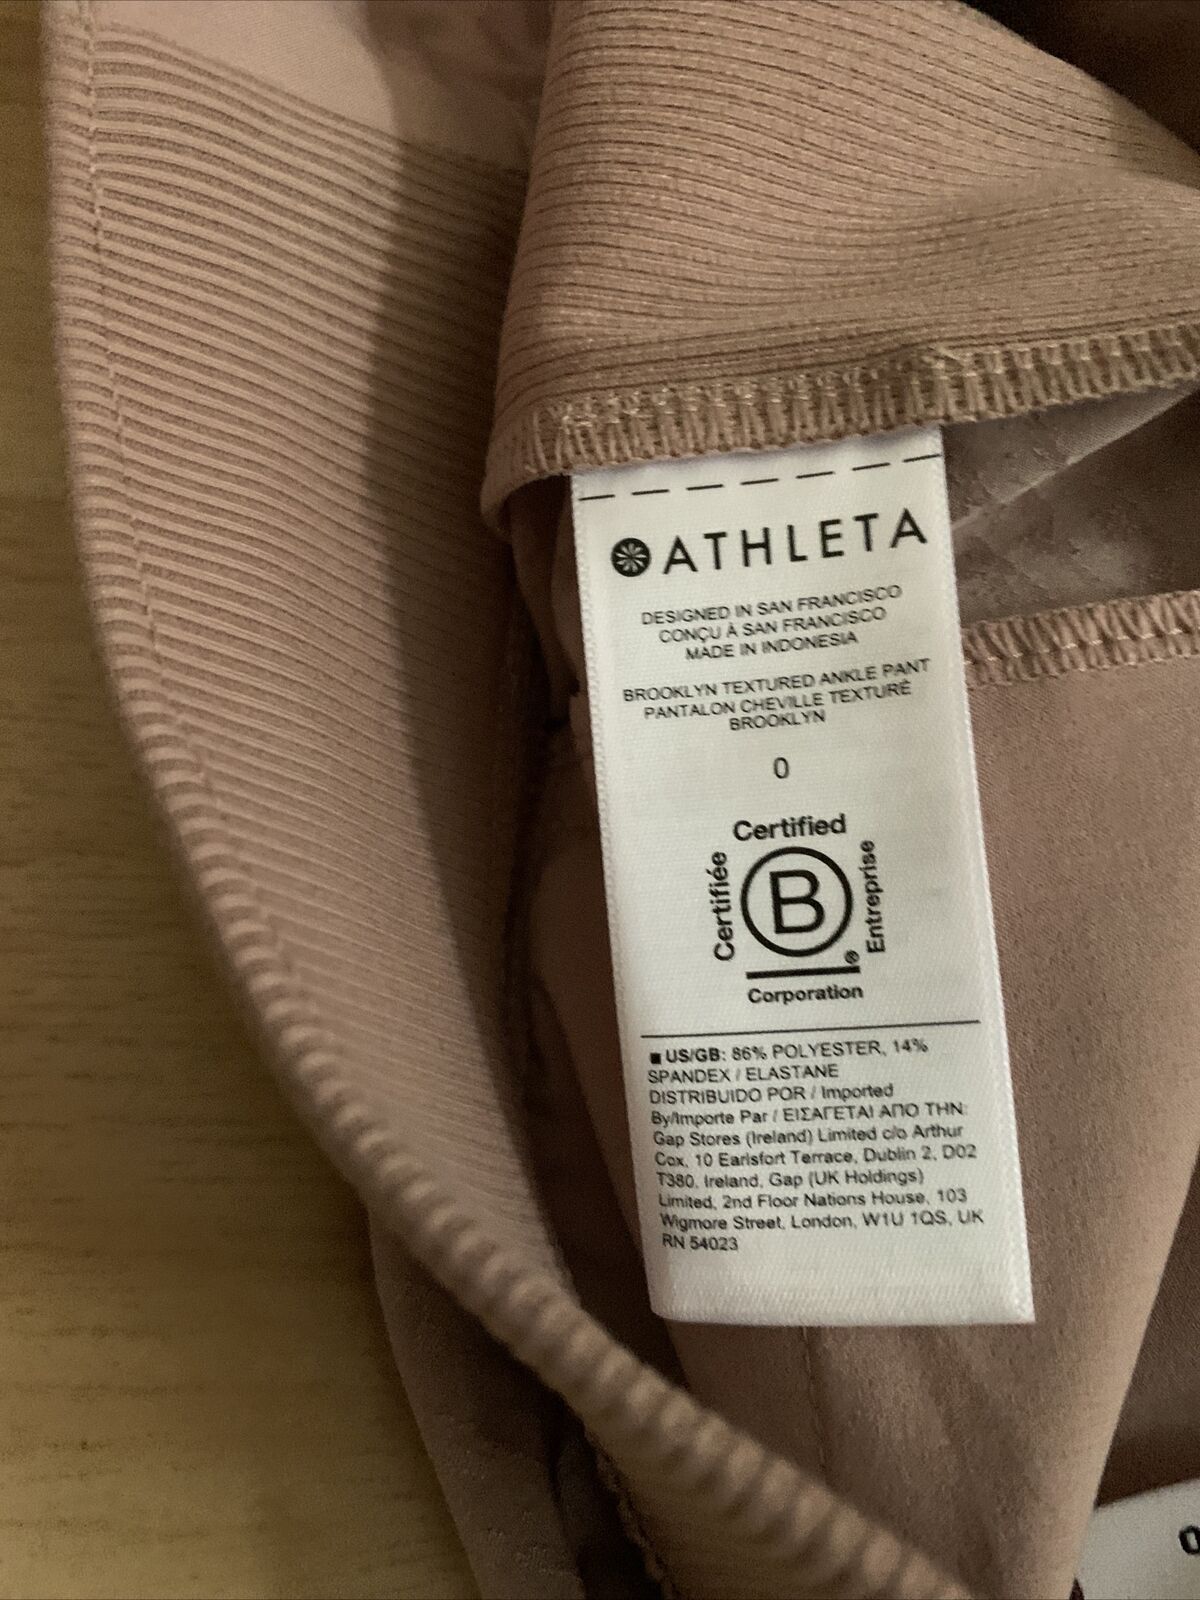 ATHLETA
DESIGNED IN SAN FRANCISCO
CONÇU À SAN FRANCISCO
MADE IN INDONESIA
BROOKLYN TEXTURED ANKLE PANT
PANTALON CHEVILLE TEXTURÉ
BROOKLYN
0
Certified
Certifiée
B
Entreprise
®
Corporation
■ US/GB: 86% POLYESTER, 14%
SPANDEX / ELASTANE
DISTRIBUIDO POR / Imported
By/Importe Par / ΕΙΣΑΓΕΤΑΙ ΑΠΟ ΤΗΝ:
Gap Stores (Ireland) Limited c/o Arthur
Cox, 10 Earlsfort Terrace, Dublin 2, D02
T380, Ireland, Gap (UK Holdings)
Limited, 2nd Floor Nations House, 103
Wigmore Street, London, W1U 1QS, UK
RN 54023
0